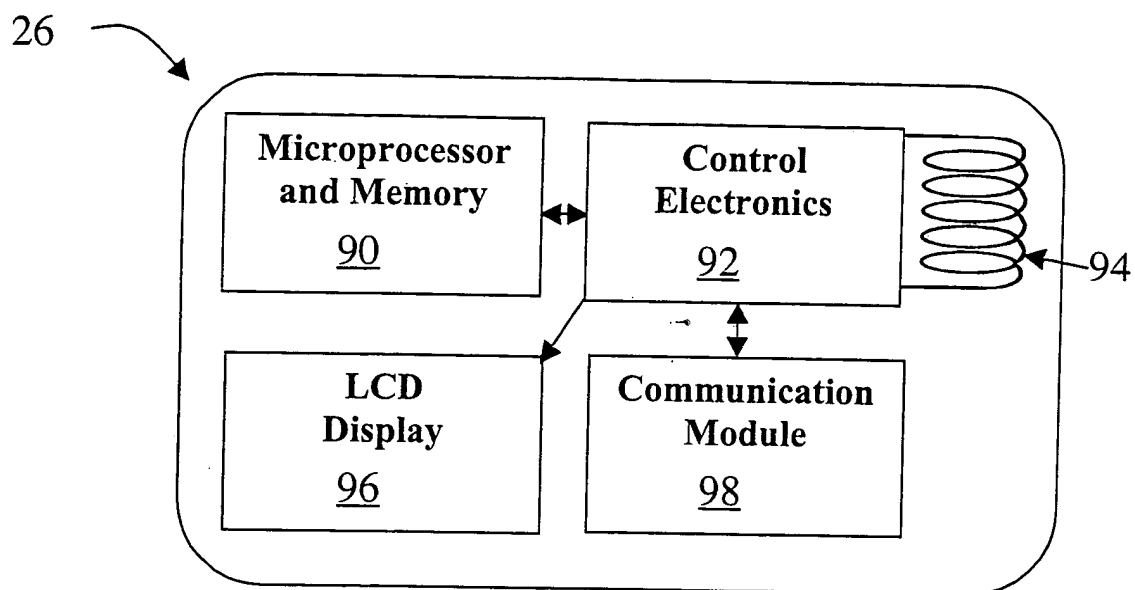 26
Microprocessor
and Memory
90
Control
Electronics
92
94
LCD
Display
96
Communication
Module
98